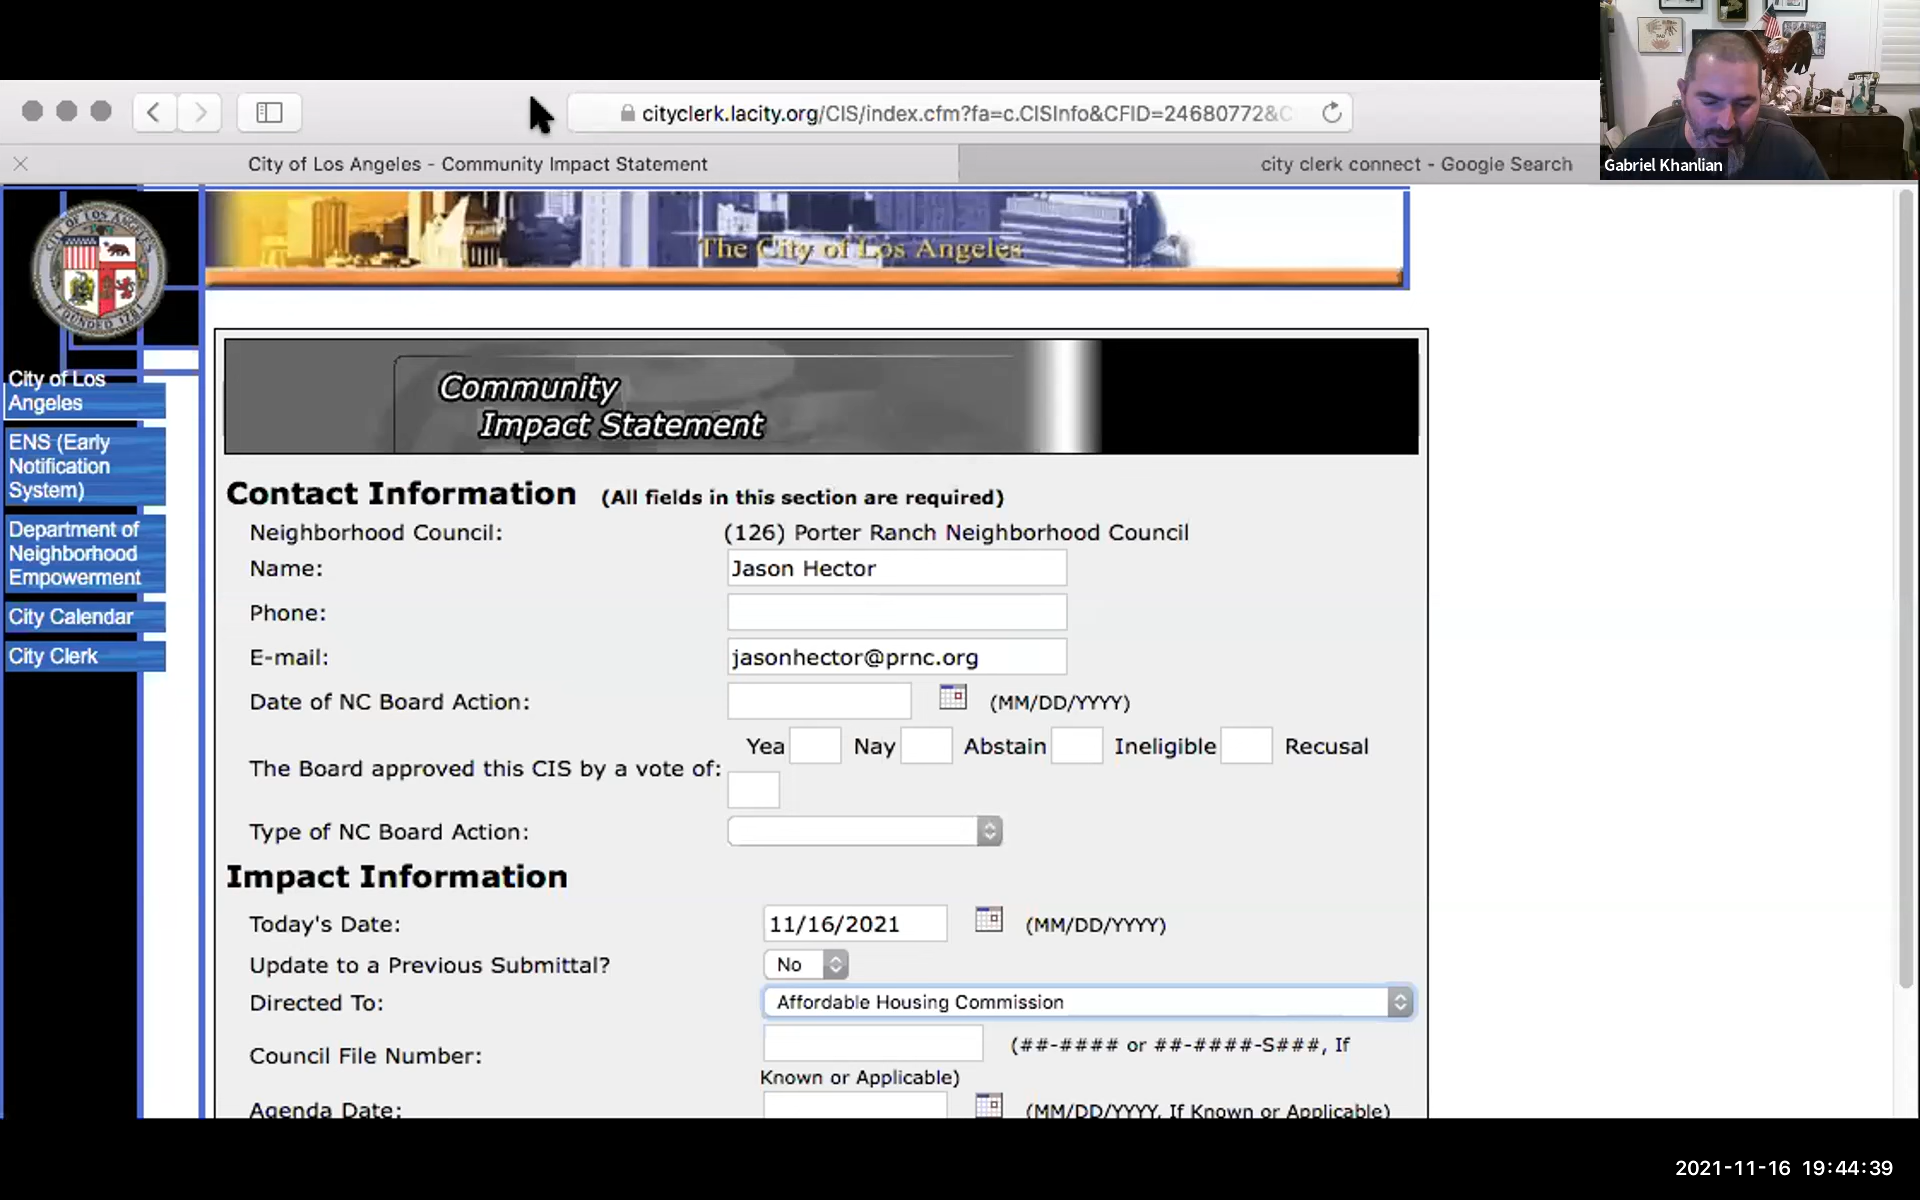 cityclerk.lacity.org/CIS/index.cfm?fa=c.CISInfo&CFID=24680772&C
City of Los Angeles - Community Impact Statement
city clerk connect - Google Search
Gabriel Khanlian
The City of Los Angeles
CITY OF LOS ANGELES
FOUNDED 1781
City of Los
Angeles
ENS (Early
Notification
System)
Department of
Neighborhood
Empowerment
City Calendar
City Clerk
Community
Impact Statement
Contact Information (All fields in this section are required)
Neighborhood Council: (126) Porter Ranch Neighborhood Council
Name: Jason Hector
Phone:
E-mail: jasonhector@prnc.org
Date of NC Board Action: (MM/DD/YYYY)
Yea Nay Abstain Ineligible Recusal
The Board approved this CIS by a vote of:
Type of NC Board Action:
Impact Information
Today's Date: 11/16/2021 (MM/DD/YYYY)
Update to a Previous Submittal? No
Directed To: Affordable Housing Commission
Council File Number: (##-#### or ##-####-S###, If
Known or Applicable)
Agenda Date: (MM/DD/YYYY, If Known or Applicable)
2021-11-16 19:44:39